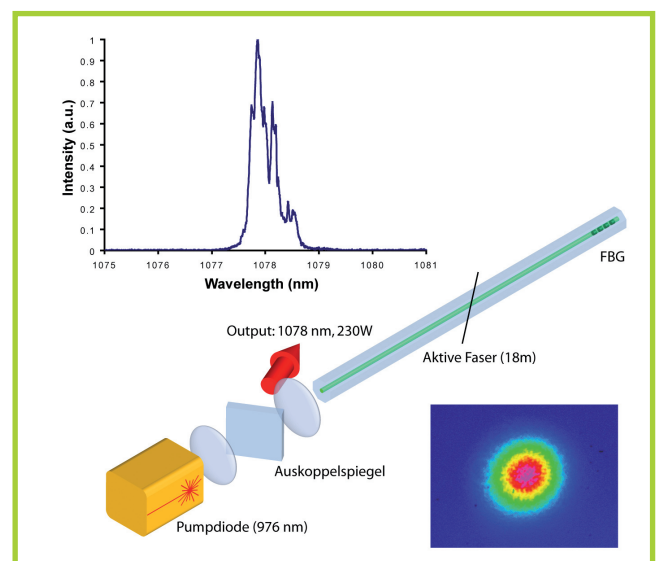 Intensity (a.u.)
1
0.9
0.8
0.7
0.6
0.5
0.4
0.3
0.2
0.1
0
1075 1076 1077 1078 1079 1080 1081
Wavelength (nm)
FBG
Output: 1078 nm, 230W
Aktive Faser (18m)
Auskoppelspiegel
Pumpdiode (976 nm)